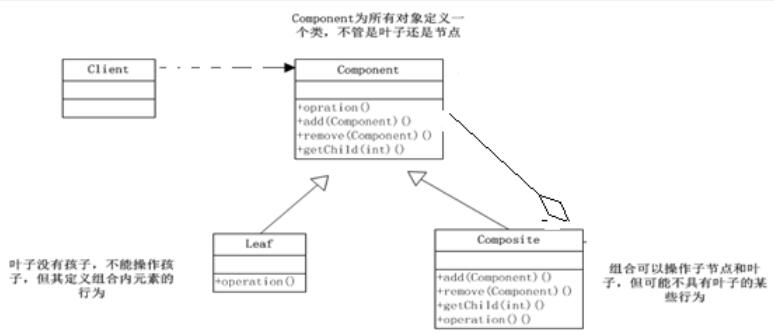 Component为所有对象定义一
个类，不管是叶子还是节点
Client
Component
+opration()
+add(Component)()
+remove(Component)()
+getChild(int)()
Leaf
+operation()
叶子没有孩子，不能操作孩
子，但其定义组合内元素的
行为
Composite
+add(Component)()
+remove(Component)()
+getChild(int)()
+operation()()
组合可以操作子节点和叶
子，但可能不具有叶子的某
些行为